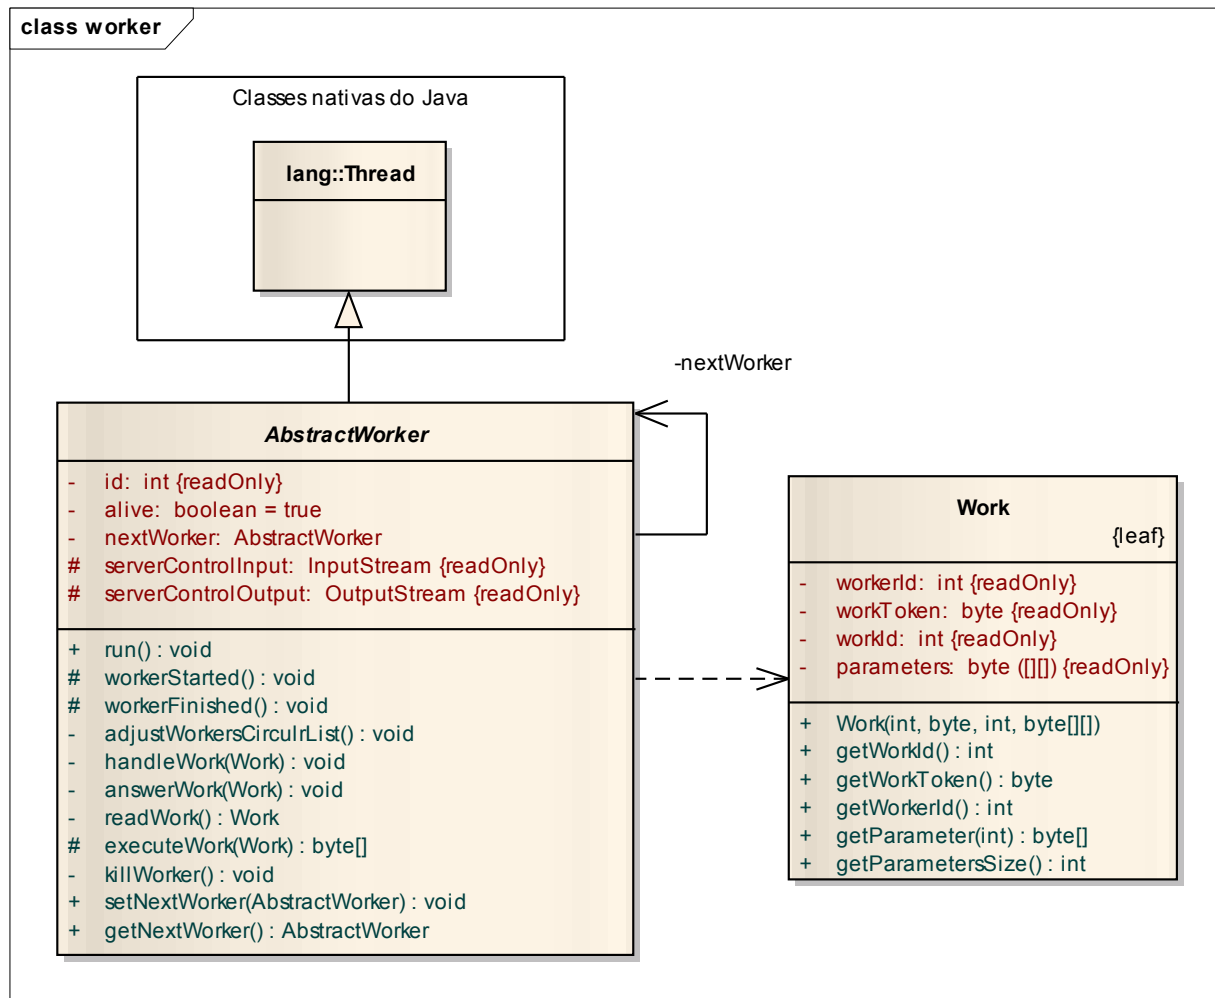 class worker
Classes nativas do Java
lang::Thread
-nextWorker
AbstractWorker
- id: int {readOnly}
- alive: boolean = true
- nextWorker: AbstractWorker
# serverControlInput: InputStream {readOnly}
# serverControlOutput: OutputStream {readOnly}
+ run() : void
# workerStarted() : void
# workerFinished() : void
- adjustWorkersCirculrList() : void
- handleWork(Work) : void
- answerWork(Work) : void
- readWork() : Work
# executeWork(Work) : byte[]
- killWorker() : void
+ setNextWorker(AbstractWorker) : void
+ getNextWorker() : AbstractWorker
Work
{leaf}
- workerId: int {readOnly}
- workToken: byte {readOnly}
- workId: int {readOnly}
- parameters: byte ([][]) {readOnly}
+ Work(int, byte, int, byte[][])
+ getWorkId() : int
+ getWorkToken() : byte
+ getWorkerId() : int
+ getParameter(int) : byte[]
+ getParametersSize() : int